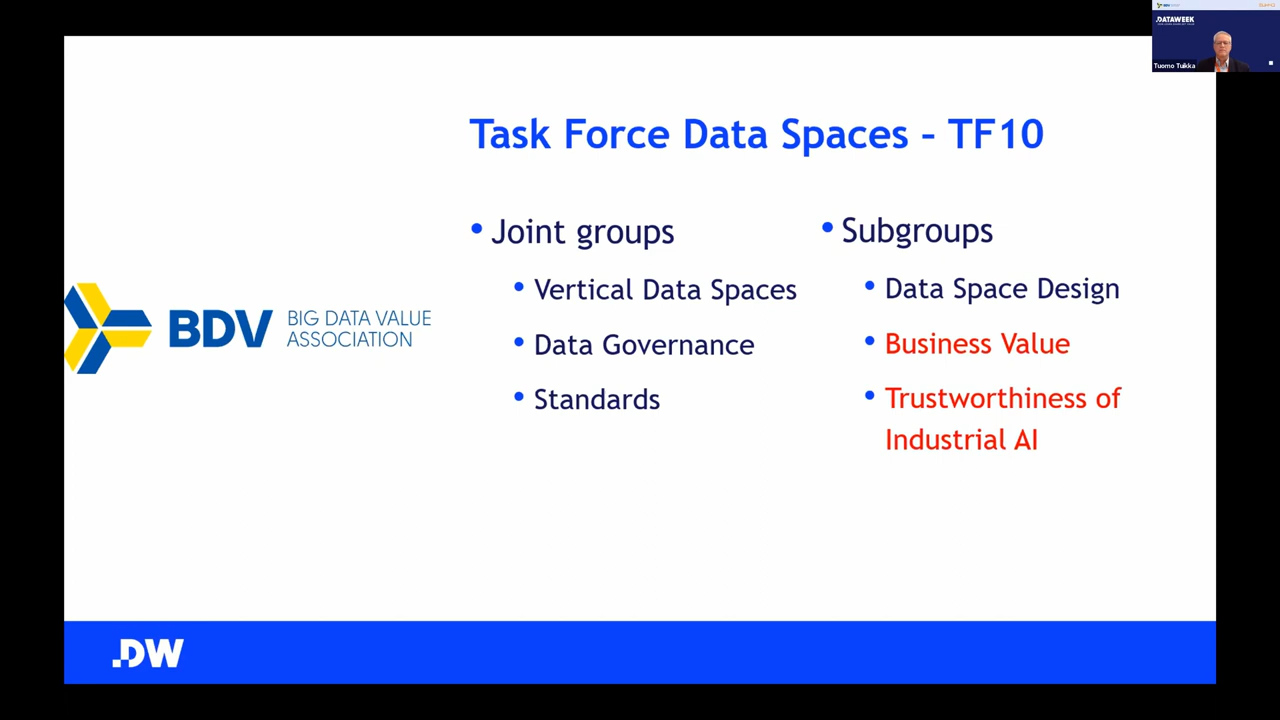 DATAWEEK
Tuomo Tuikka
Task Force Data Spaces – TF10
• Joint groups
• Vertical Data Spaces
• Data Governance
• Standards
• Subgroups
• Data Space Design
• Business Value
• Trustworthiness of
Industrial AI
BDV BIG DATA VALUE
ASSOCIATION
.DW